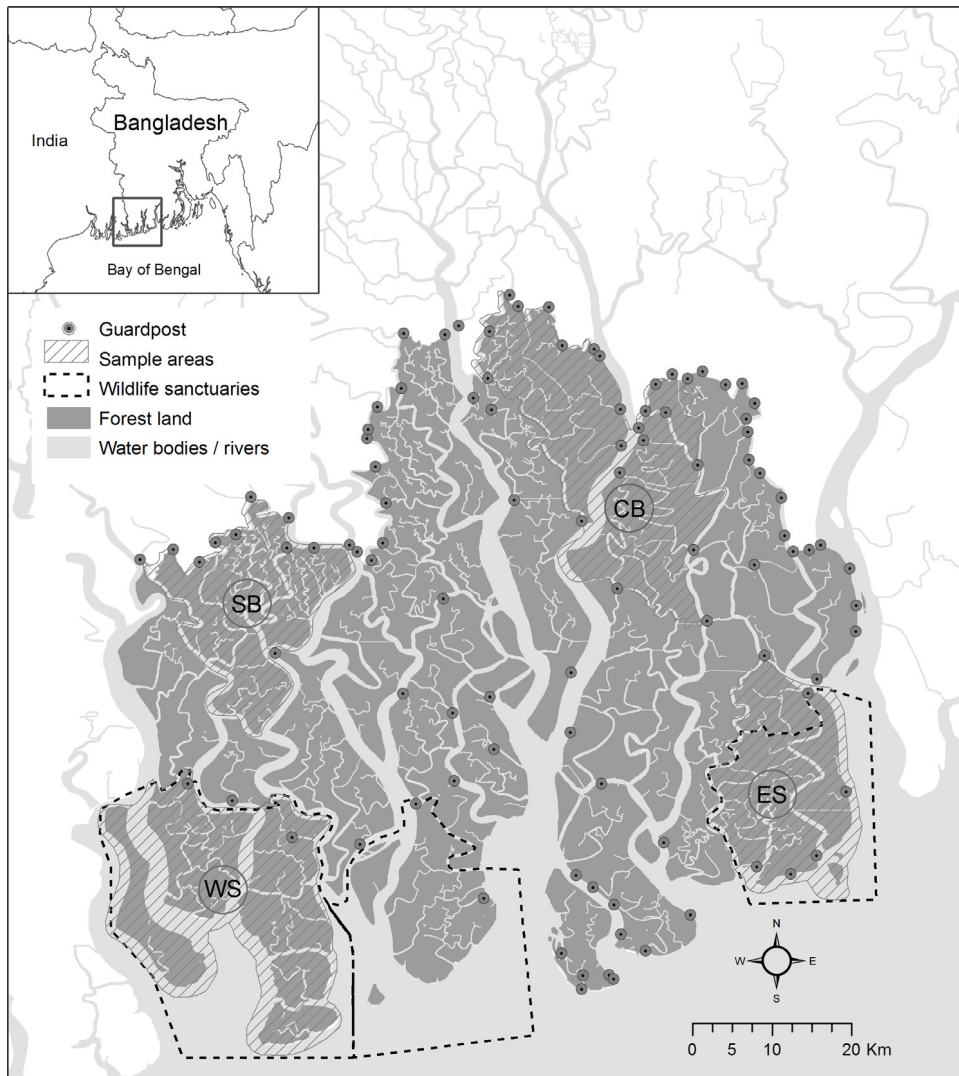 India
Bangladesh
Bay of Bengal
Guardpost
Sample areas
Wildlife sanctuaries
Forest land
Water bodies / rivers
CB
SB
ES
WS
N
W E
S
0 5 10 20 Km